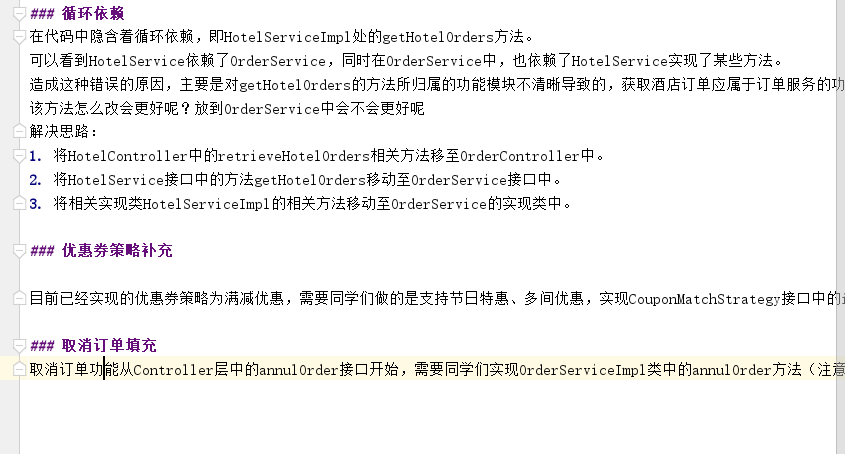 ### 循环依赖
在代码中隐含着循环依赖，即HotelServiceImpl处的getHotelOrders方法。
可以看到HotelService依赖了OrderService，同时在OrderService中，也依赖了HotelService实现了某些方法。
造成这种错误的原因，主要是对getHotelOrders的方法所归属的功能模块不清晰导致的，获取酒店订单应属于订单服务的功
该方法怎么改会更好呢？放到OrderService中会不会更好呢
解决思路：
1. 将HotelController中的retrieveHotelOrders相关方法移至OrderController中。
2. 将HotelService接口中的方法getHotelOrders移动至OrderService接口中。
3. 将相关实现类HotelServiceImpl的相关方法移动至OrderService的实现类中。
### 优惠券策略补充
目前已经实现的优惠券策略为满减优惠，需要同学们做的是支持节日特惠、多间优惠，实现CouponMatchStrategy接口中的i
### 取消订单填充
取消订单功能从Controller层中的annulOrder接口开始，需要同学们实现OrderServiceImpl类中的annulOrder方法（注意